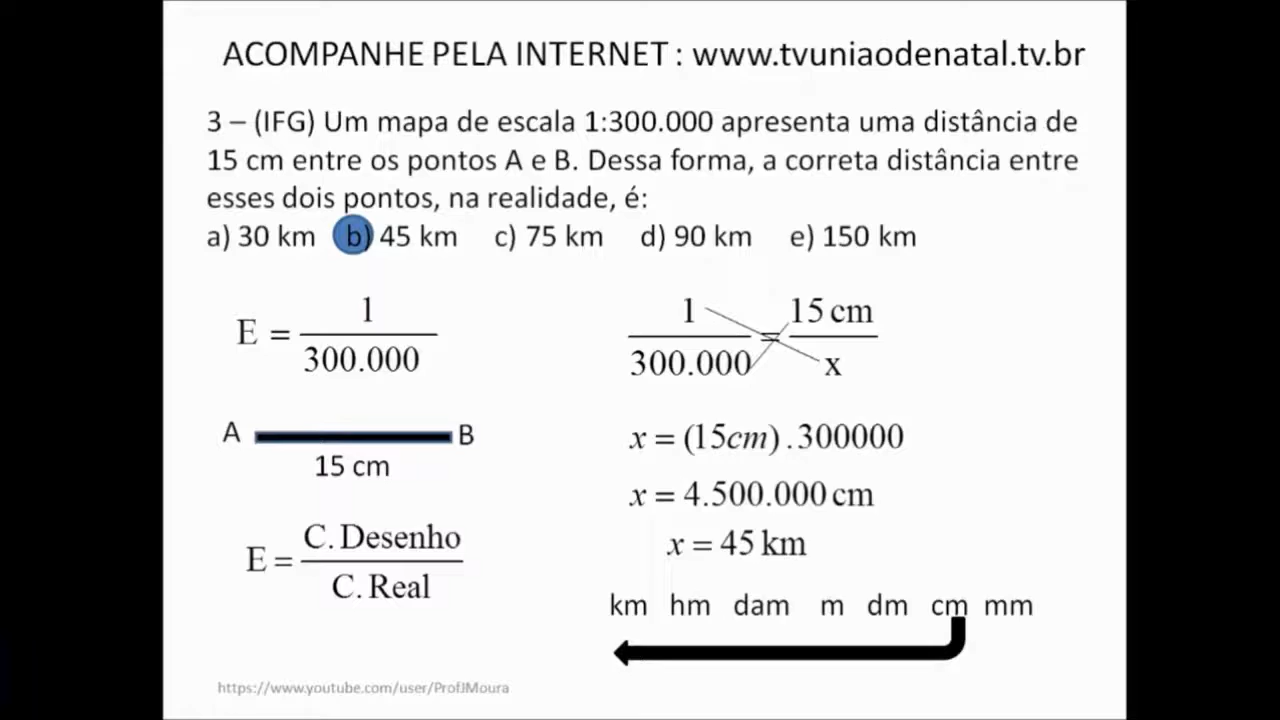 ACOMPANHE PELA INTERNET : www.tvuniaodenatal.tv.br
3 – (IFG) Um mapa de escala 1:300.000 apresenta uma distância de
15 cm entre os pontos A e B. Dessa forma, a correta distância entre
esses dois pontos, na realidade, é:
a) 30 km b) 45 km c) 75 km d) 90 km e) 150 km
E = 1/300.000
1/300.000 = 15 cm/x
A B
15 cm
x = (15cm).300000
x = 4.500.000 cm
x = 45 km
E = C. Desenho/C. Real
km hm dam m dm cm mm
https://www.youtube.com/user/ProfJMoura